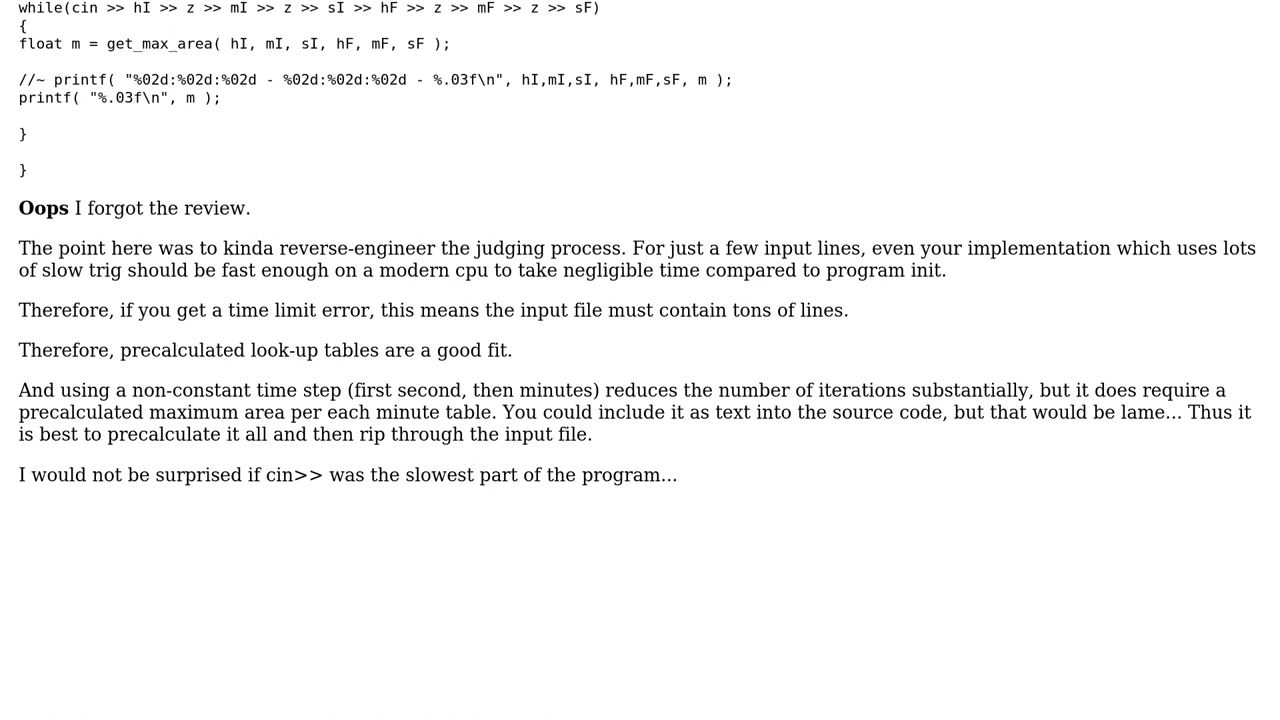 while(cin >> hI >> z >> mI >> z >> sI >> hF >> z >> mF >> z >> sF)
{
float m = get_max_area( hI, mI, sI, hF, mF, sF );
//~ printf( "%02d:%02d:%02d - %02d:%02d:%02d - %.03f\n", hI,mI,sI, hF,mF,sF, m );
printf( "%.03f\n", m );
}
}
Oops I forgot the review.
The point here was to kinda reverse-engineer the judging process. For just a few input lines, even your implementation which uses lots
of slow trig should be fast enough on a modern cpu to take negligible time compared to program init.
Therefore, if you get a time limit error, this means the input file must contain tons of lines.
Therefore, precalculated look-up tables are a good fit.
And using a non-constant time step (first second, then minutes) reduces the number of iterations substantially, but it does require a
precalculated maximum area per each minute table. You could include it as text into the source code, but that would be lame... Thus it
is best to precalculate it all and then rip through the input file.
I would not be surprised if cin>> was the slowest part of the program...